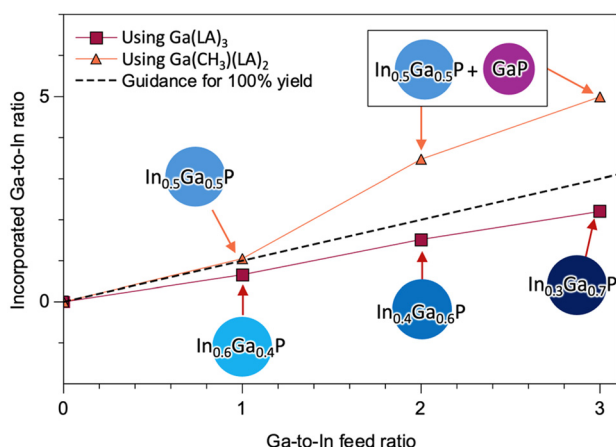 Using Ga(LA)₃
Using Ga(CH₃)(LA)₂
Guidance for 100% yield
In₀.₅Ga₀.₅P + GaP
5
In₀.₅Ga₀.₅P
Incorporated Ga-to-In ratio
0
In₀.₃Ga₀.₇P
In₀.₄Ga₀.₆P
In₀.₆Ga₀.₄P
0 1 2 3
Ga-to-In feed ratio